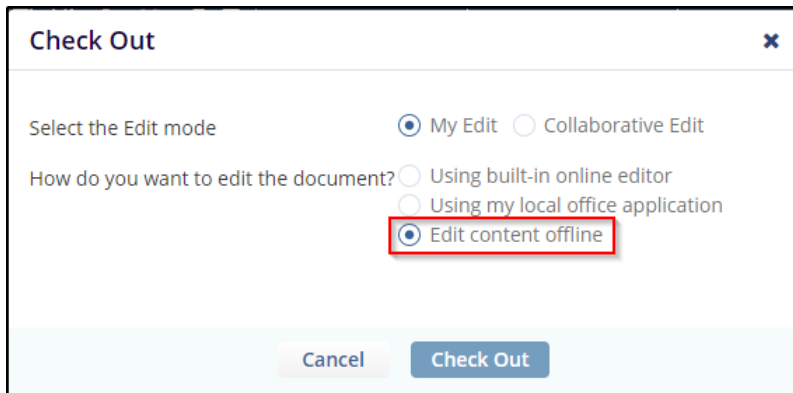 Check Out
Select the Edit mode My Edit Collaborative Edit
How do you want to edit the document? Using built-in online editor
Using my local office application
Edit content offline
Cancel Check Out